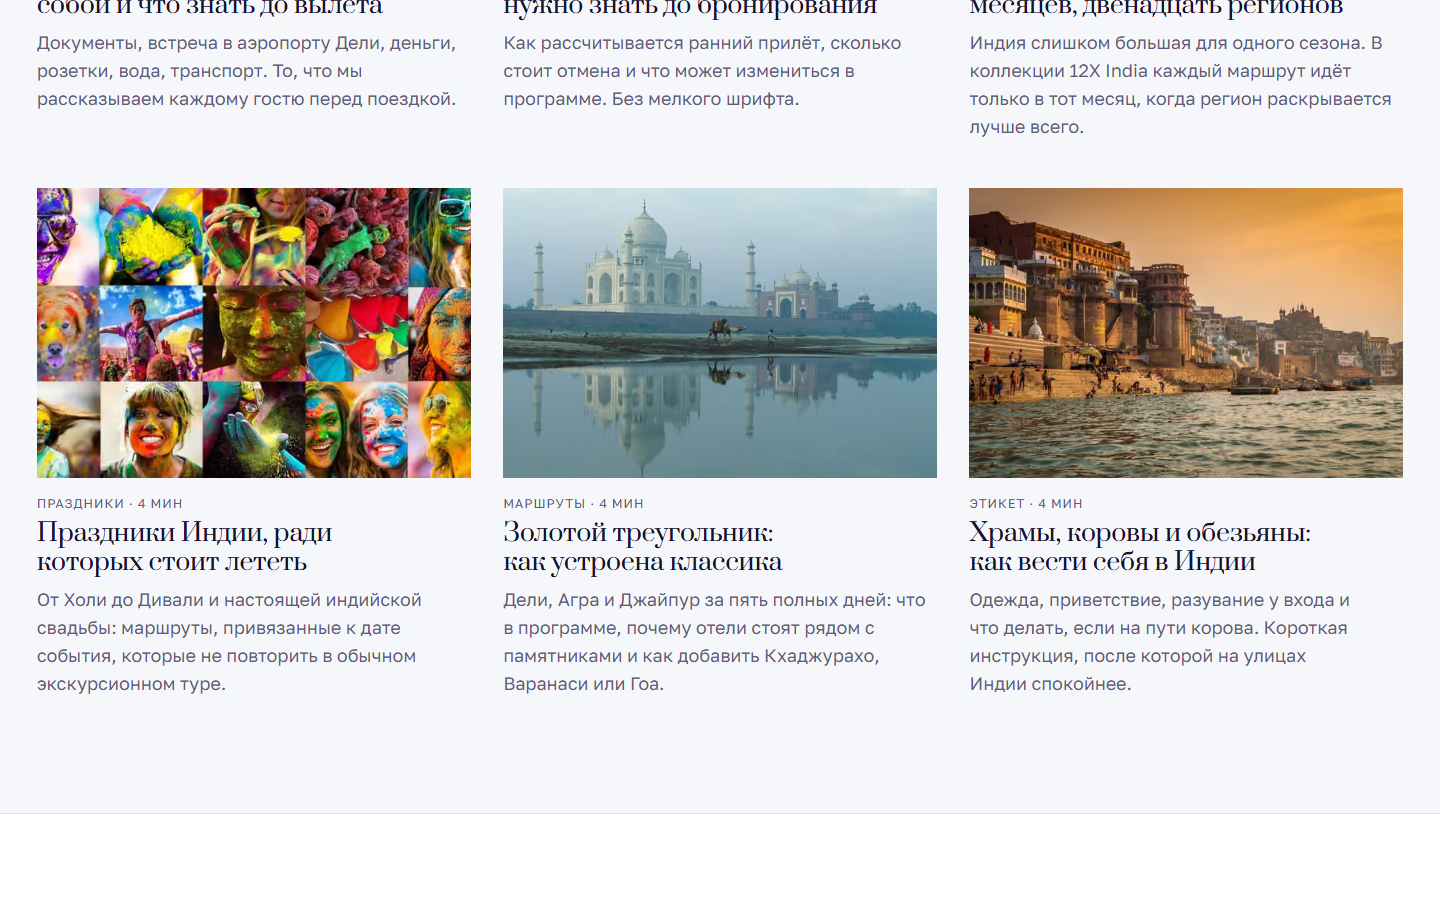 собой и что знать до вылета
Документы, встреча в аэропорту Дели, деньги,
розетки, вода, транспорт. То, что мы
рассказываем каждому гостю перед поездкой.
нужно знать до бронирования
Как рассчитывается ранний прилёт, сколько
стоит отмена и что может измениться в
программе. Без мелкого шрифта.
месяцев, двенадцать регионов
Индия слишком большая для одного сезона. В
коллекции 12X India каждый маршрут идёт
только в тот месяц, когда регион раскрывается
лучше всего.
ПРАЗДНИКИ · 4 МИН
Праздники Индии, ради
которых стоит лететь
От Холи до Дивали и настоящей индийской
свадьбы: маршруты, привязанные к дате
события, которые не повторить в обычном
экскурсионном туре.
МАРШРУТЫ · 4 МИН
Золотой треугольник:
как устроена классика
Дели, Агра и Джайпур за пять полных дней: что
в программе, почему отели стоят рядом с
памятниками и как добавить Кхаджурахо,
Варанаси или Гоа.
ЭТИКЕТ · 4 МИН
Храмы, коровы и обезьяны:
как вести себя в Индии
Одежда, приветствие, разувание у входа и
что делать, если на пути корова. Короткая
инструкция, после которой на улицах
Индии спокойнее.